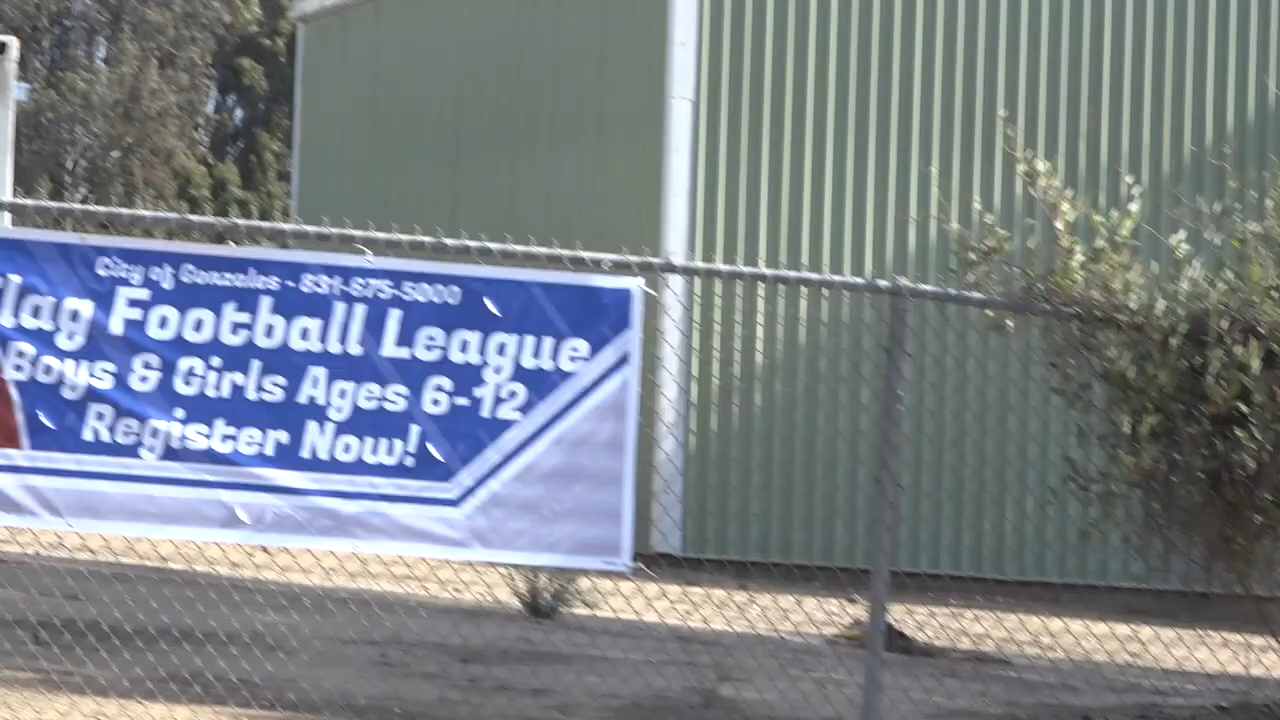 City of Gonzales - 831-675-5000
lag Football League
Boys & Girls Ages 6-12
Register Now!